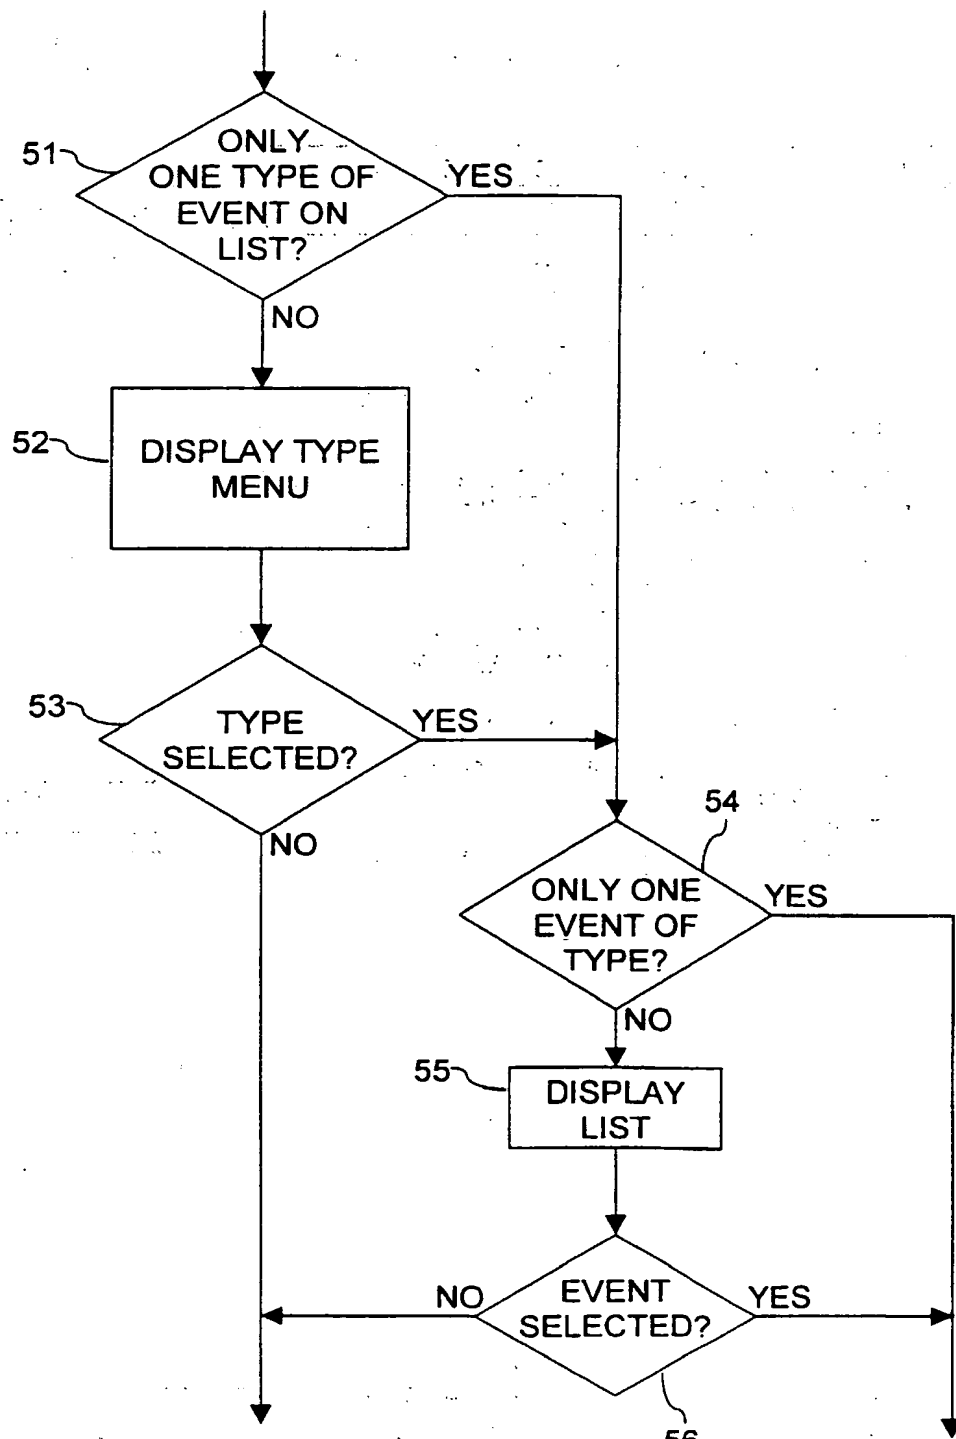 51
ONLY
ONE TYPE OF
EVENT ON
LIST?
YES
NO
52
DISPLAY TYPE
MENU
53
TYPE
SELECTED?
YES
NO
54
ONLY ONE
EVENT OF
TYPE?
YES
NO
55
DISPLAY
LIST
NO
EVENT
SELECTED?
YES
56